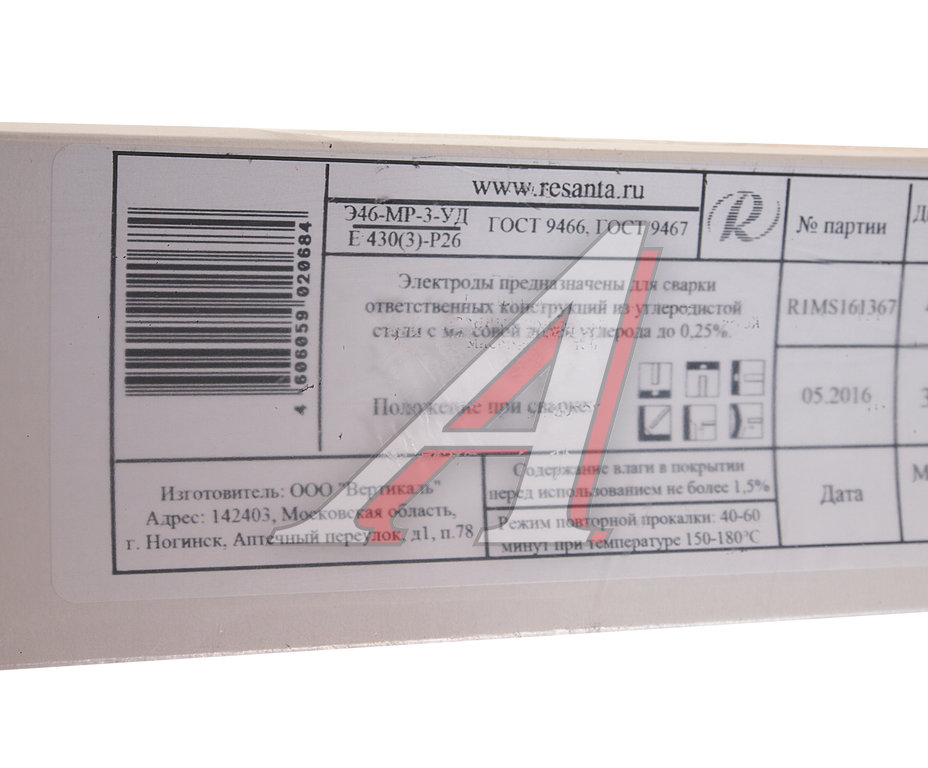 www.resanta.ru
Э46-МР-3-УД
Е 430(3)-Р26
ГОСТ 9466, ГОСТ 9467
R
№ партии
4 606059 020684
Электроды предназначены для сварки
ответственных конструкций из углеродистой
стали с массовой долей углерода до 0,25%.
R1MS161367
Положение при сварке
05.2016
Изготовитель: ООО "Вертикаль"
Адрес: 142403, Московская область,
г. Ногинск, Аптечный переулок, д1, п.78
Содержание влаги в покрытии
перед использованием не более 1,5%
Режим повторной прокалки: 40-60
минут при температуре 150-180°С
Дата